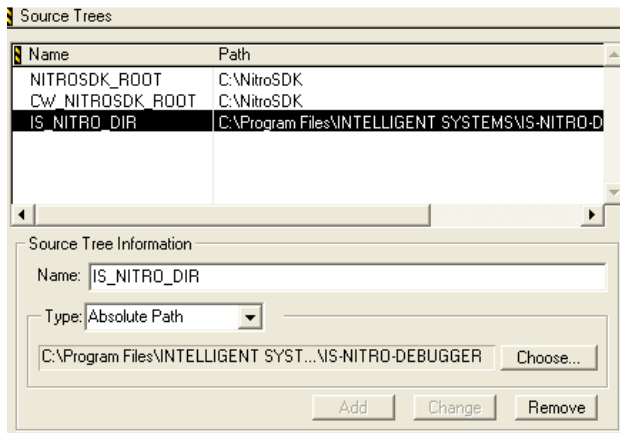 Source Trees
Name Path
NITROSDK_ROOT C:\NitroSDK
CW_NITROSDK_ROOT C:\NitroSDK
IS_NITRO_DIR C:\Program Files\INTELLIGENT SYSTEMS\IS-NITRO-D
Source Tree Information
Name: IS_NITRO_DIR
Type: Absolute Path
C:\Program Files\INTELLIGENT SYST...\IS-NITRO-DEBUGGER Choose...
Add Change Remove